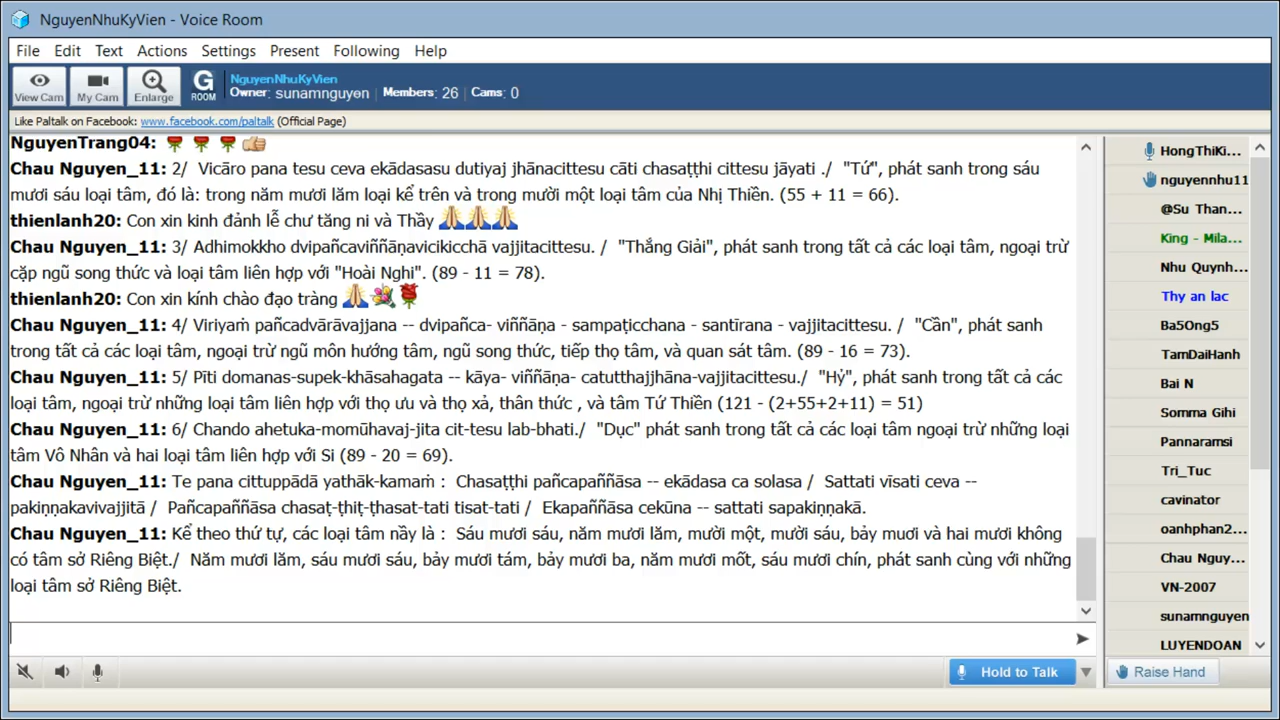 NguyenNhuKyVien - Voice Room
File Edit Text Actions Settings Present Following Help
View Cam My Cam Enlarge G ROOM
NguyenNhuKyVien
Owner: sunamnguyen | Members: 26 | Cams: 0
Like Paltalk on Facebook: www.facebook.com/paltalk (Official Page)
NguyenTrang04:
Chau Nguyen_11: 2/ Vicāro pana tesu ceva ekādasasu dutiyaj jhānacittesu cāti chasaṭṭhi cittesu jāyati ./ "Tứ", phát sanh trong sáu
mươi sáu loại tâm, đó là: trong năm mươi lăm loại kể trên và trong mười một loại tâm của Nhị Thiền. (55 + 11 = 66).
thienlanh20: Con xin kinh đảnh lễ chư tăng ni và Thầy
Chau Nguyen_11: 3/ Adhimokkho dvipañcaviññāṇavicikicchā vajjitacittesu. / "Thắng Giải", phát sanh trong tất cả các loại tâm, ngoại trừ
cặp ngũ song thức và loại tâm liên hợp với "Hoài Nghi". (89 - 11 = 78).
thienlanh20: Con xin kính chào đạo tràng
Chau Nguyen_11: 4/ Viriyaṁ pañcadvārāvajjana -- dvipañca- viññāṇa - sampaṭicchana - santīrana - vajjitacittesu. / "Cần", phát sanh
trong tất cả các loại tâm, ngoại trừ ngũ môn hướng tâm, ngũ song thức, tiếp thọ tâm, và quan sát tâm. (89 - 16 = 73).
Chau Nguyen_11: 5/ Pīti domanas-supek-khāsahagata -- kāya- viññāṇa- catutthajjhāna-vajjitacittesu./ "Hỷ", phát sanh trong tất cả các
loại tâm, ngoại trừ những loại tâm liên hợp với thọ ưu và thọ xả, thân thức , và tâm Tứ Thiền (121 - (2+55+2+11) = 51)
Chau Nguyen_11: 6/ Chando ahetuka-momūhavaj-jita cit-tesu lab-bhati./ "Dục" phát sanh trong tất cả các loại tâm ngoại trừ những loại
tâm Vô Nhân và hai loại tâm liên hợp với Si (89 - 20 = 69).
Chau Nguyen_11: Te pana cittuppādā yathāk-kamaṁ : Chasaṭṭhi pañcapaññāsa -- ekādasa ca solasa / Sattati vīsati ceva --
pakiṇṇakavivajjitā / Pañcapaññāsa chasaṭ-ṭhiṭ-ṭhasat-tati tisat-tati / Ekapaññāsa cekūna -- sattati sapakiṇṇakā.
Chau Nguyen_11: Kể theo thứ tự, các loại tâm nầy là : Sáu mươi sáu, năm mươi lăm, mười một, mười sáu, bảy mươi và hai mươi không
có tâm sở Riêng Biệt./ Năm mươi lăm, sáu mươi sáu, bảy mươi tám, bảy mươi ba, năm mươi mốt, sáu mươi chín, phát sanh cùng với những
loại tâm sở Riêng Biệt.
HongThiKi...
nguyennhu11
@Su Than...
King - Mila...
Nhu Quynh...
Thy an lac
Ba5Ong5
TamDaiHanh
Bai N
Somma Gihi
Pannaramsi
Tri_Tuc
cavinator
oanhphan2...
Chau Nguy...
VN-2007
sunamnguyen
LUYENDOAN
Hold to Talk
Raise Hand